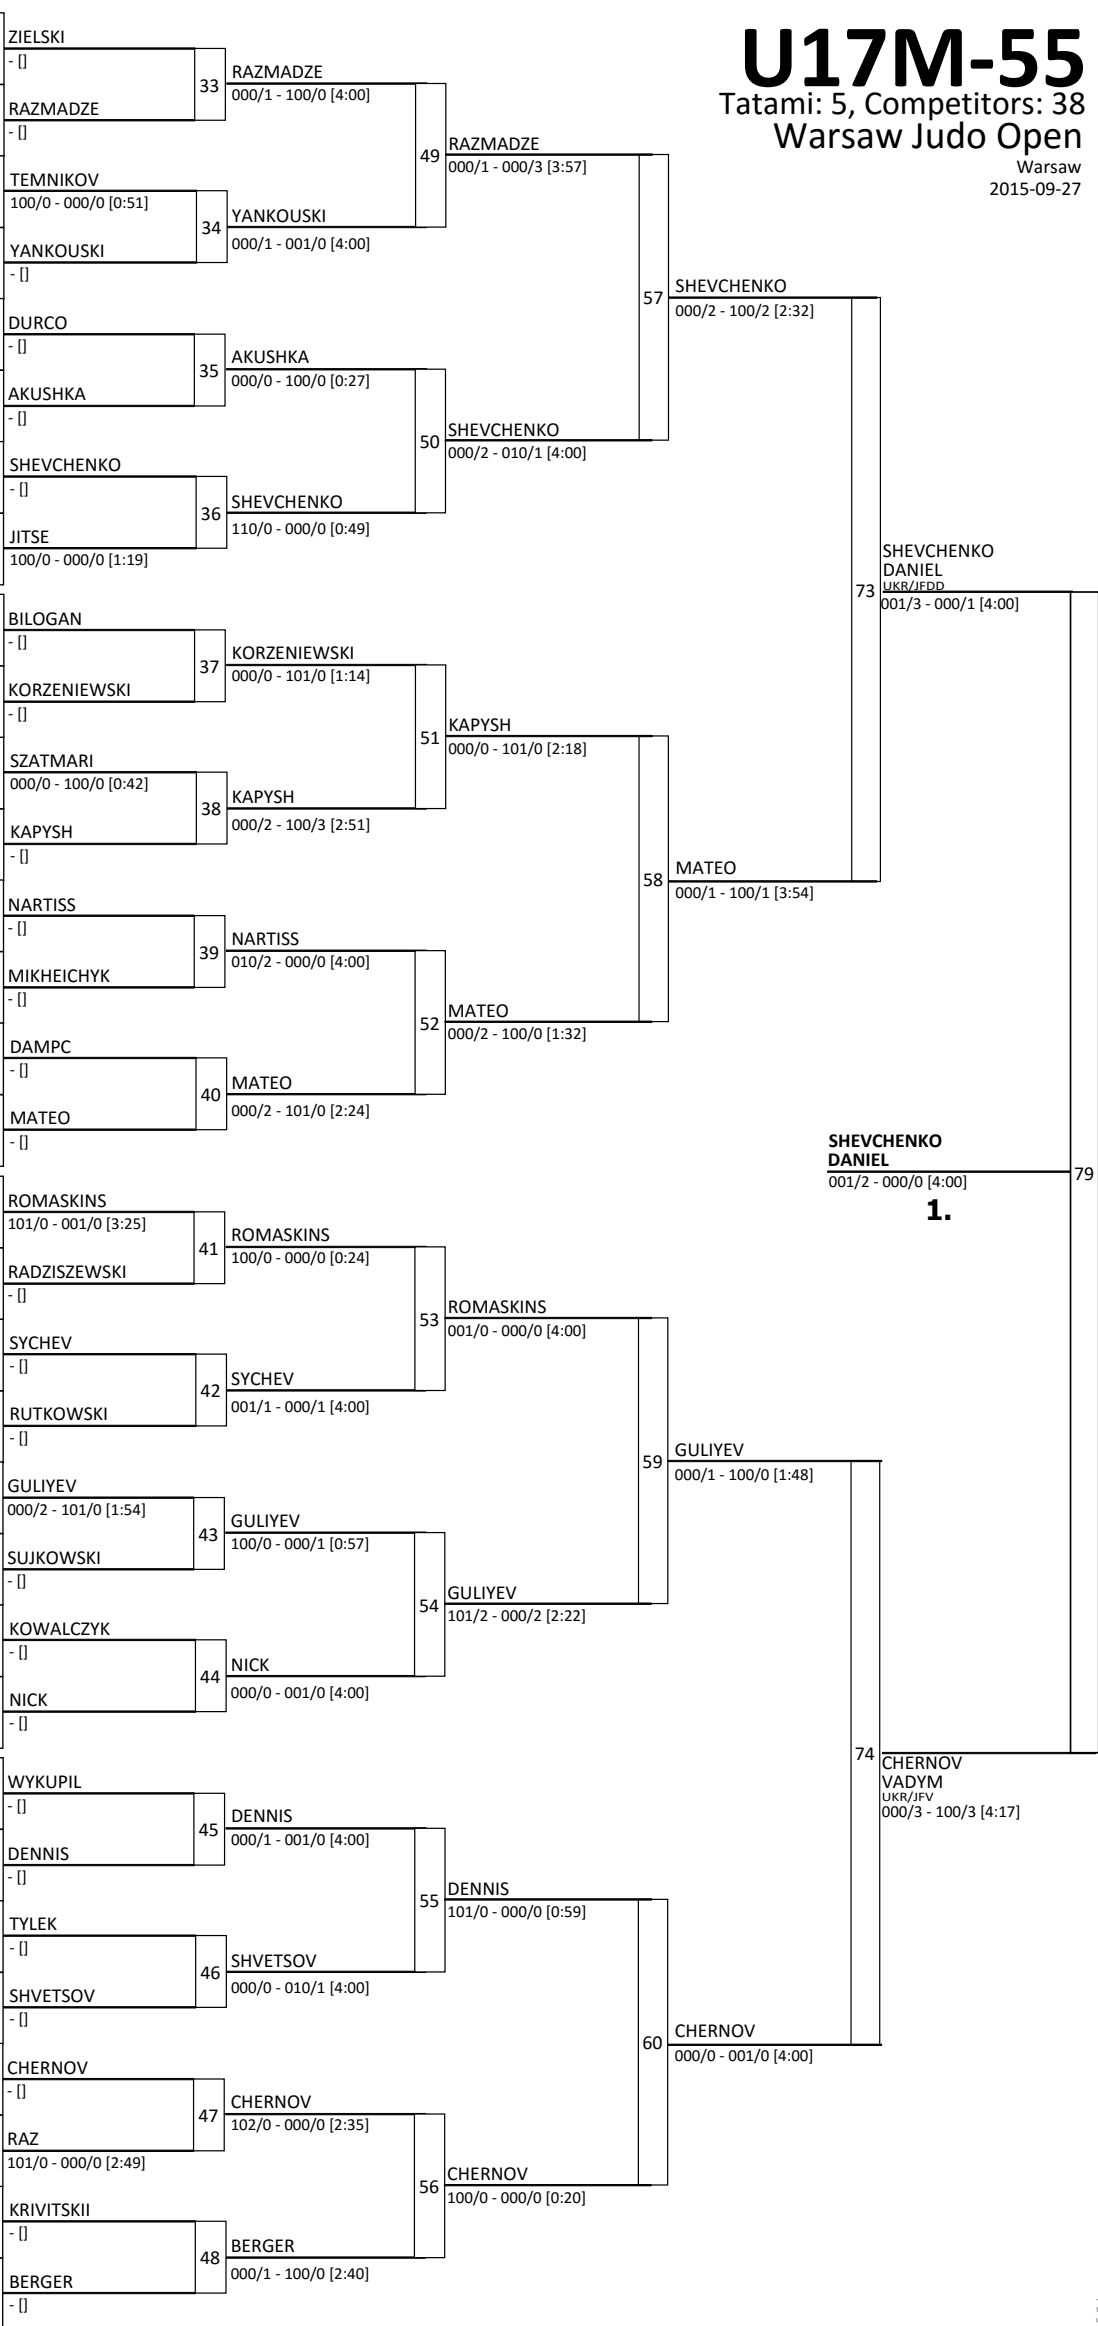 U17M-55
Tatami: 5, Competitors: 38
Warsaw Judo Open
Warsaw
2015-09-27
ZIELSKI
- []
33
RAZMADZE
000/1 - 100/0 [4:00]
RAZMADZE
- []
49
RAZMADZE
000/1 - 000/3 [3:57]
TEMNIKOV
100/0 - 000/0 [0:51]
34
YANKOUSKI
000/1 - 001/0 [4:00]
YANKOUSKI
- []
57
SHEVCHENKO
000/2 - 100/2 [2:32]
DURCO
- []
35
AKUSHKA
000/0 - 100/0 [0:27]
AKUSHKA
- []
50
SHEVCHENKO
000/2 - 010/1 [4:00]
SHEVCHENKO
- []
36
SHEVCHENKO
110/0 - 000/0 [0:49]
JITSE
100/0 - 000/0 [1:19]
73
SHEVCHENKO
DANIEL
UKR/JFDD
001/3 - 000/1 [4:00]
BILOGAN
- []
37
KORZENIEWSKI
000/0 - 101/0 [1:14]
KORZENIEWSKI
- []
51
KAPYSH
000/0 - 101/0 [2:18]
SZATMARI
000/0 - 100/0 [0:42]
38
KAPYSH
000/2 - 100/3 [2:51]
KAPYSH
- []
58
MATEO
000/1 - 100/1 [3:54]
NARTISS
- []
39
NARTISS
010/2 - 000/0 [4:00]
MIKHEICHYK
- []
52
MATEO
000/2 - 100/0 [1:32]
DAMPC
- []
40
MATEO
000/2 - 101/0 [2:24]
MATEO
- []
SHEVCHENKO
DANIEL
001/2 - 000/0 [4:00]
1.
79
ROMASKINS
101/0 - 001/0 [3:25]
41
ROMASKINS
100/0 - 000/0 [0:24]
RADZISZEWSKI
- []
53
ROMASKINS
001/0 - 000/0 [4:00]
SYCHEV
- []
42
SYCHEV
001/1 - 000/1 [4:00]
RUTKOWSKI
- []
59
GULIYEV
000/1 - 100/0 [1:48]
GULIYEV
000/2 - 101/0 [1:54]
43
GULIYEV
100/0 - 000/1 [0:57]
SUJKOWSKI
- []
54
GULIYEV
101/2 - 000/2 [2:22]
KOWALCZYK
- []
44
NICK
000/0 - 001/0 [4:00]
NICK
- []
74
CHERNOV
VADYM
UKR/JFV
000/3 - 100/3 [4:17]
WYKUPIL
- []
45
DENNIS
000/1 - 001/0 [4:00]
DENNIS
- []
55
DENNIS
101/0 - 000/0 [0:59]
TYLEK
- []
46
SHVETSOV
000/0 - 010/1 [4:00]
SHVETSOV
- []
60
CHERNOV
000/0 - 001/0 [4:00]
CHERNOV
- []
47
CHERNOV
102/0 - 000/0 [2:35]
RAZ
101/0 - 000/0 [2:49]
56
CHERNOV
100/0 - 000/0 [0:20]
KRIVITSKII
- []
48
BERGER
000/1 - 100/0 [2:40]
BERGER
- []